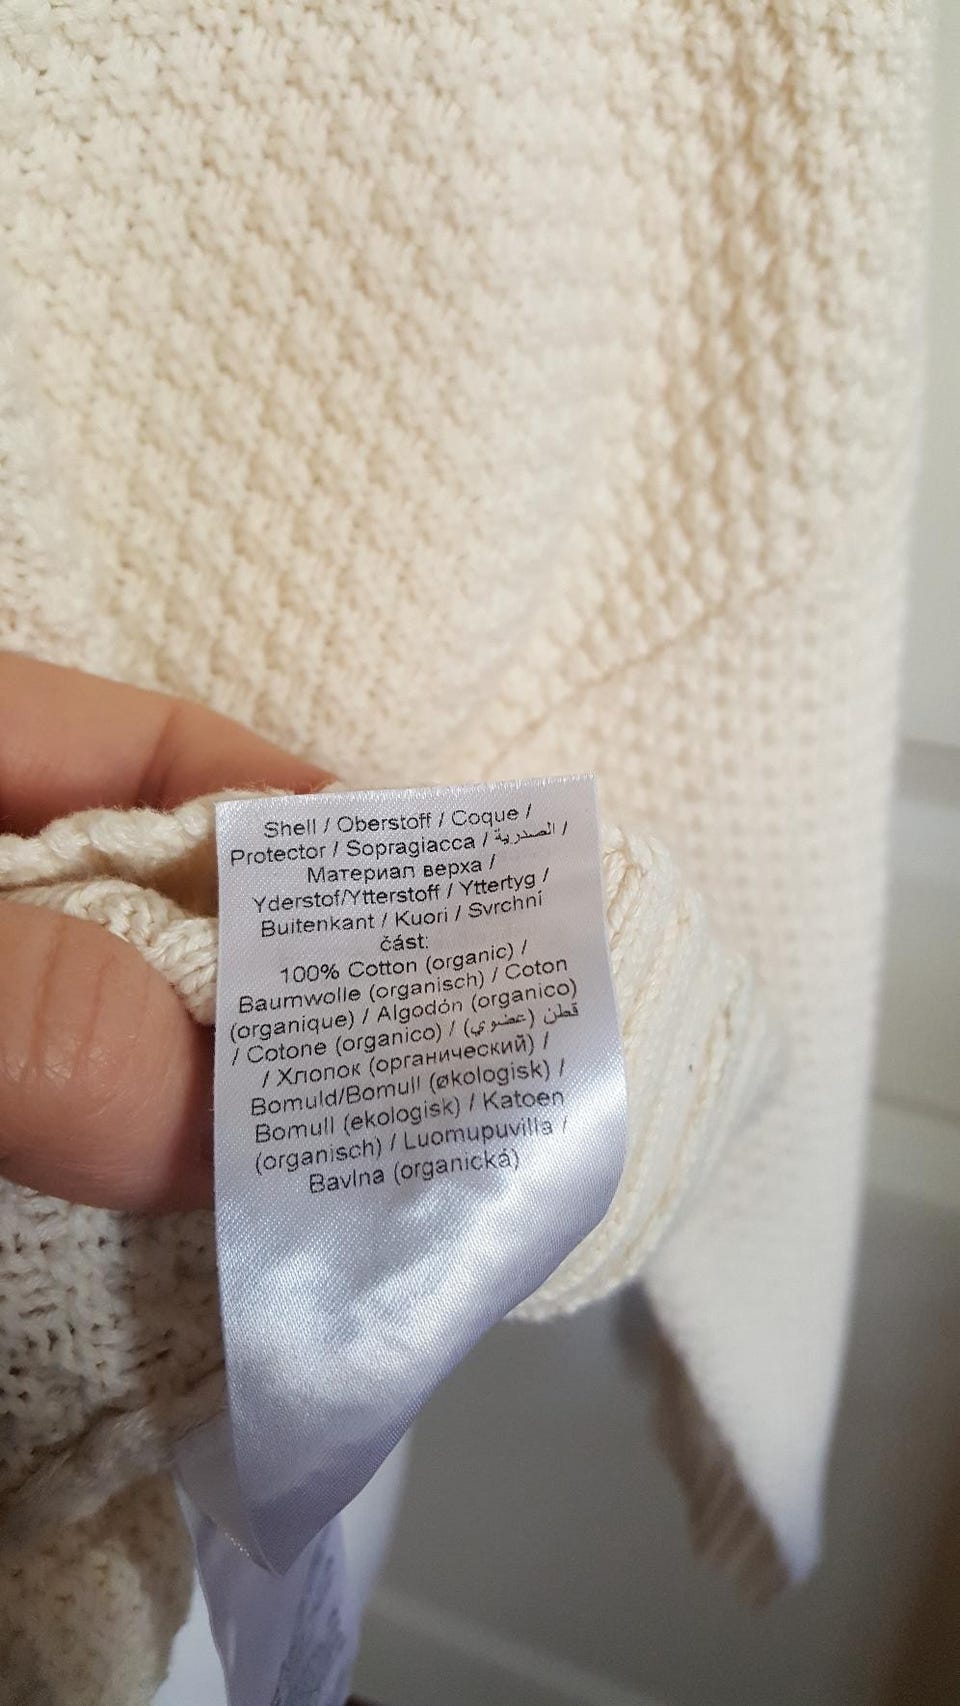 Shell / Oberstoff / Coque /
Protector / Sopragiacca / الصدرية /
Материап верха /
Yderstof/Ytterstoff / Yttertyg /
Buitenkant / Kuori / Svrchní
část:
100% Cotton (organic) /
Baumwolle (organisch) / Coton
(organique) / Algodón (organico)
/ Cotone (organico) / قطن (عضوي)
/ Хлопок (органический) /
Bomuld/Bomull (økologisk) /
Bomull (ekologisk) / Katoen
(organisch) / Luomupuvilla /
Bavlna (organická)